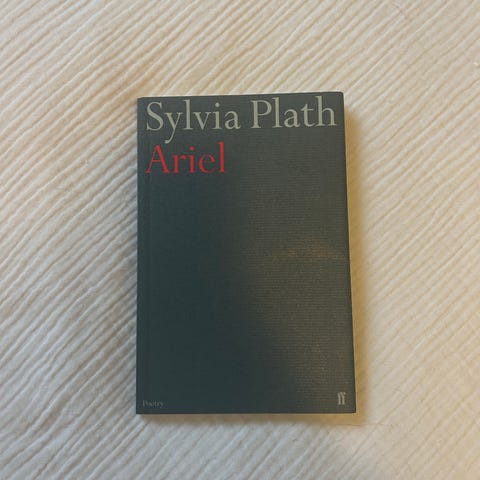 Sylvia Plath
Ariel
Poetry
ff